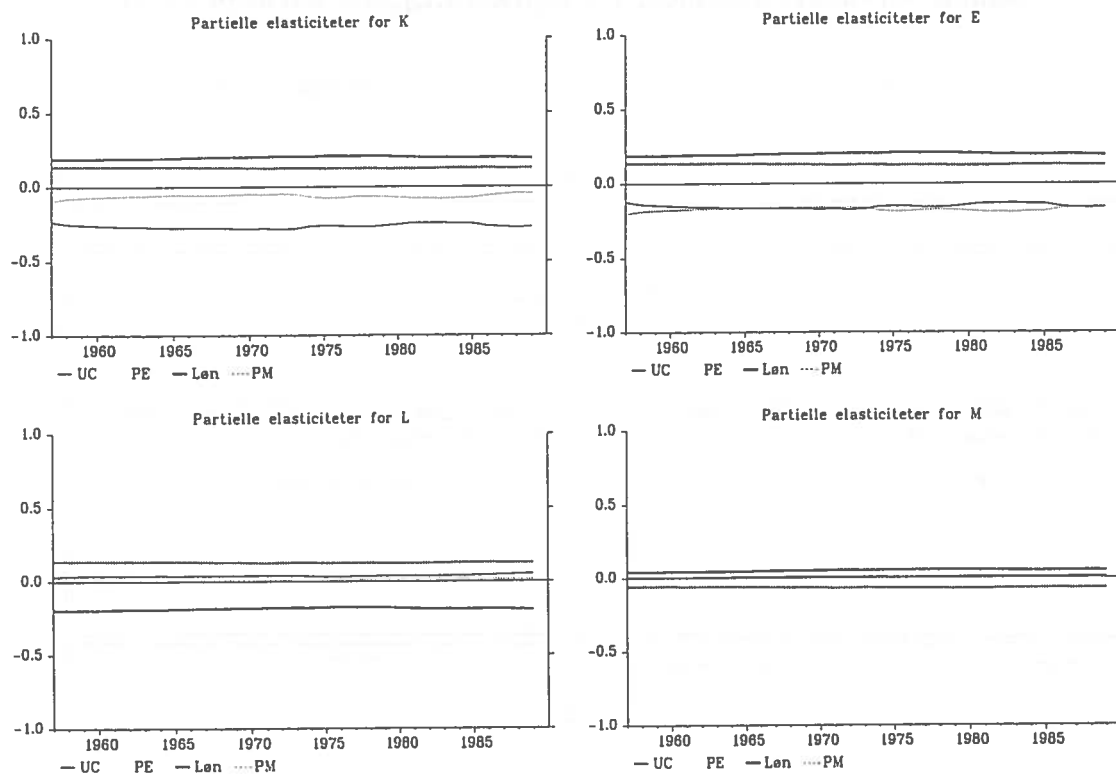 Partielle elasticiteter for K
1.0
0.5
0.0
-0.5
-1.0
1960 1965 1970 1975 1980 1985
UC PE Løn PM
Partielle elasticiteter for E
1.0
0.5
0.0
-0.5
-1.0
1960 1965 1970 1975 1980 1985
UC PE Løn PM
Partielle elasticiteter for L
1.0
0.5
0.0
-0.5
-1.0
1960 1965 1970 1975 1980 1985
UC PE Løn PM
Partielle elasticiteter for M
1.0
0.5
0.0
-0.5
-1.0
1960 1965 1970 1975 1980 1985
UC PE Løn PM